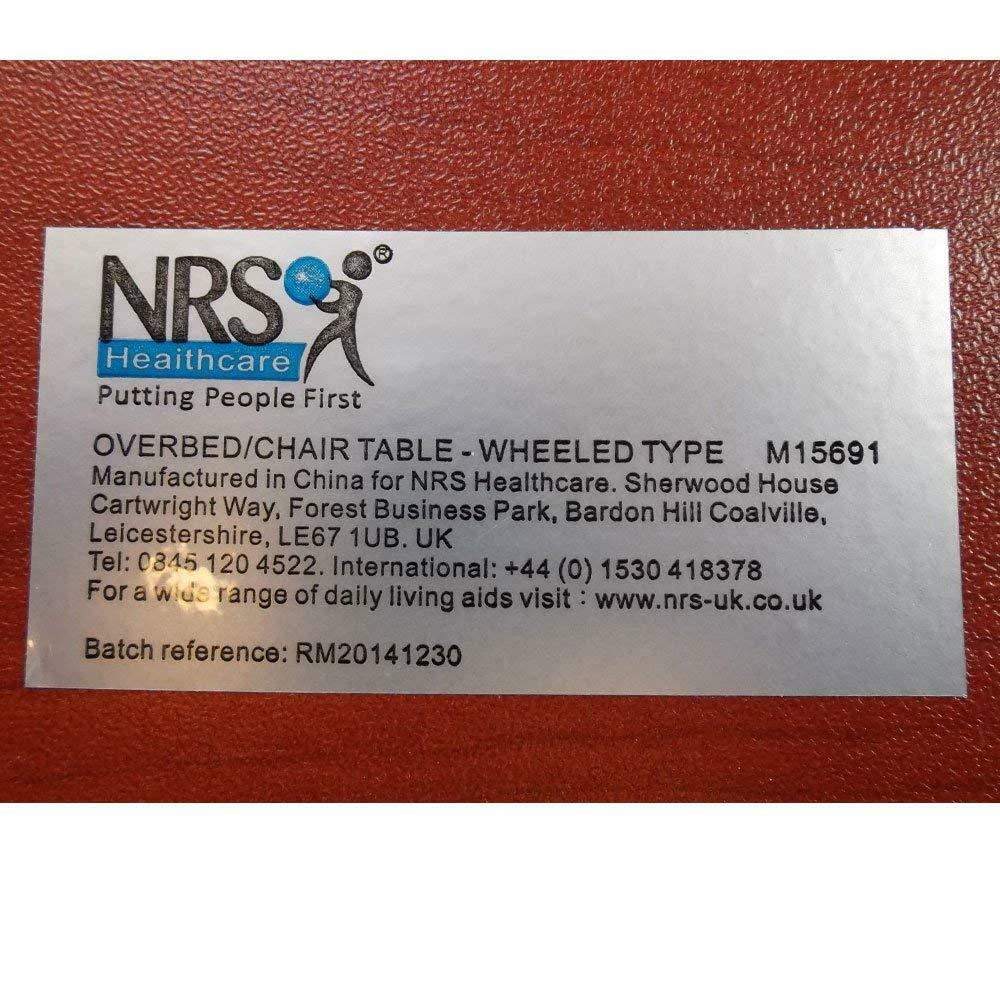 NRS®
Healthcare
Putting People First
OVERBED/CHAIR TABLE - WHEELED TYPE M15691
Manufactured in China for NRS Healthcare. Sherwood House
Cartwright Way, Forest Business Park, Bardon Hill Coalville,
Leicestershire, LE67 1UB. UK
Tel: 0845 120 4522. International: +44 (0) 1530 418378
For a wide range of daily living aids visit : www.nrs-uk.co.uk
Batch reference: RM20141230